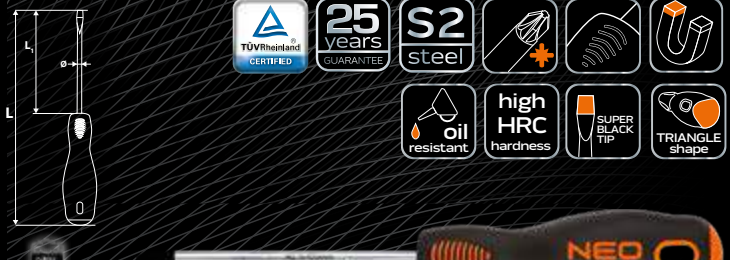 L₁
ø
L
TÜVRheinland®
CERTIFIED
25
years
GUARANTEE
S2
steel
oil
resistant
high
HRC
hardness
SUPER
BLACK
TIP
TRIANGLE
shape
NEO